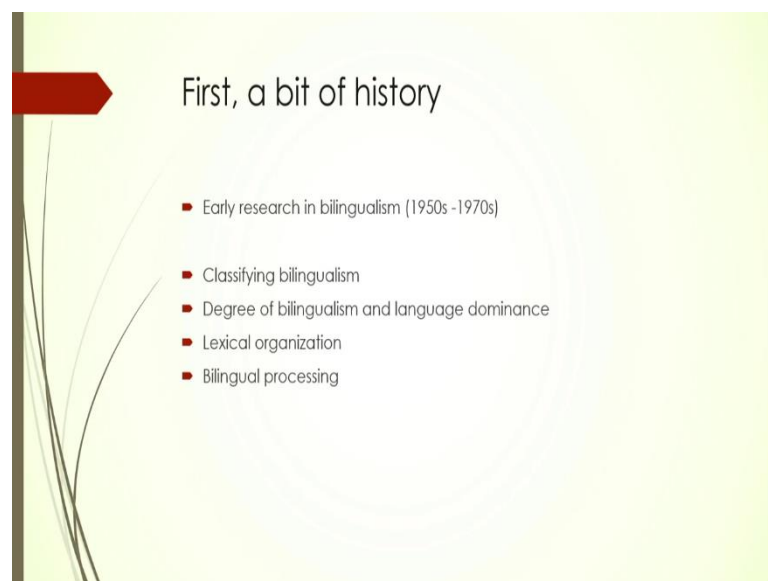 First, a bit of history
Early research in bilingualism (1950s -1970s)
Classifying bilingualism
Degree of bilingualism and language dominance
Lexical organization
Bilingual processing